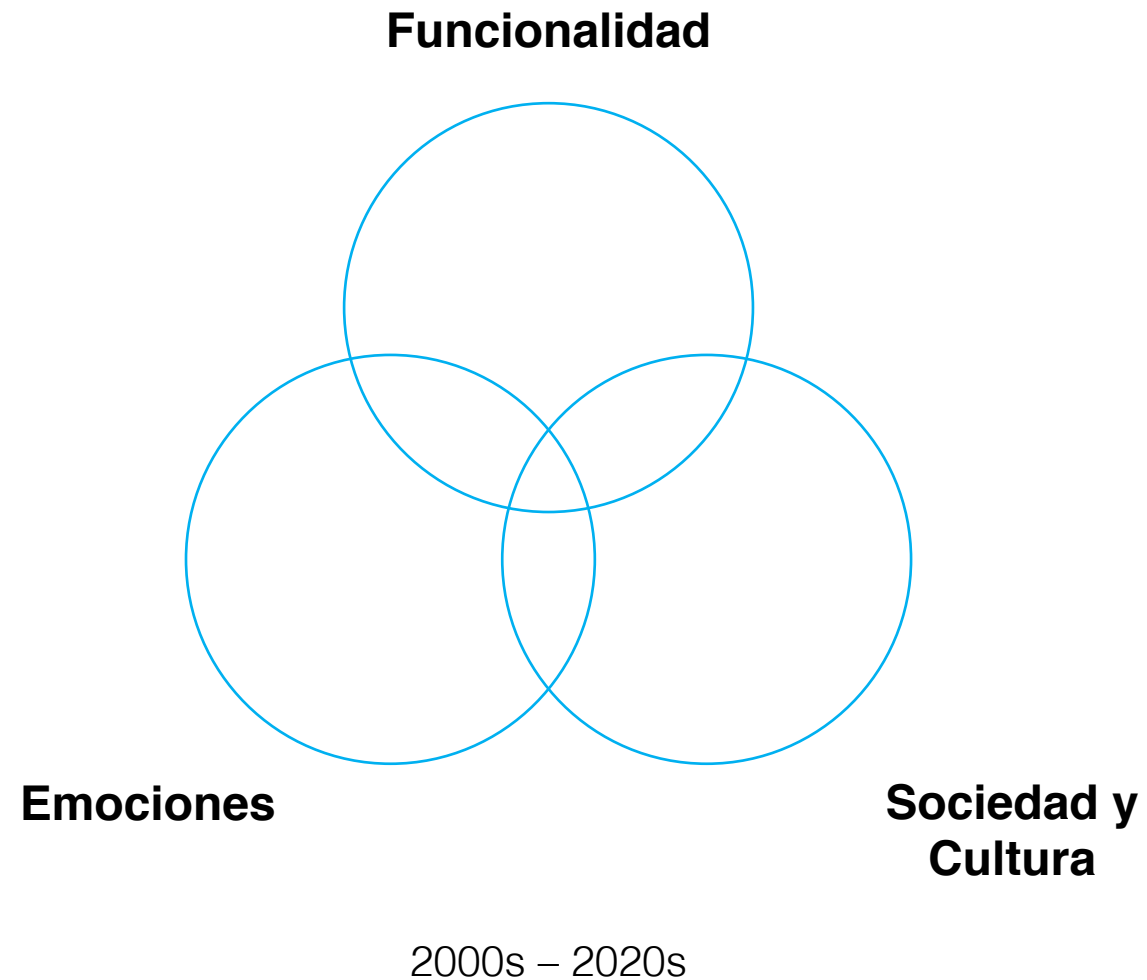 Funcionalidad
Emociones
Sociedad y
Cultura
2000s – 2020s